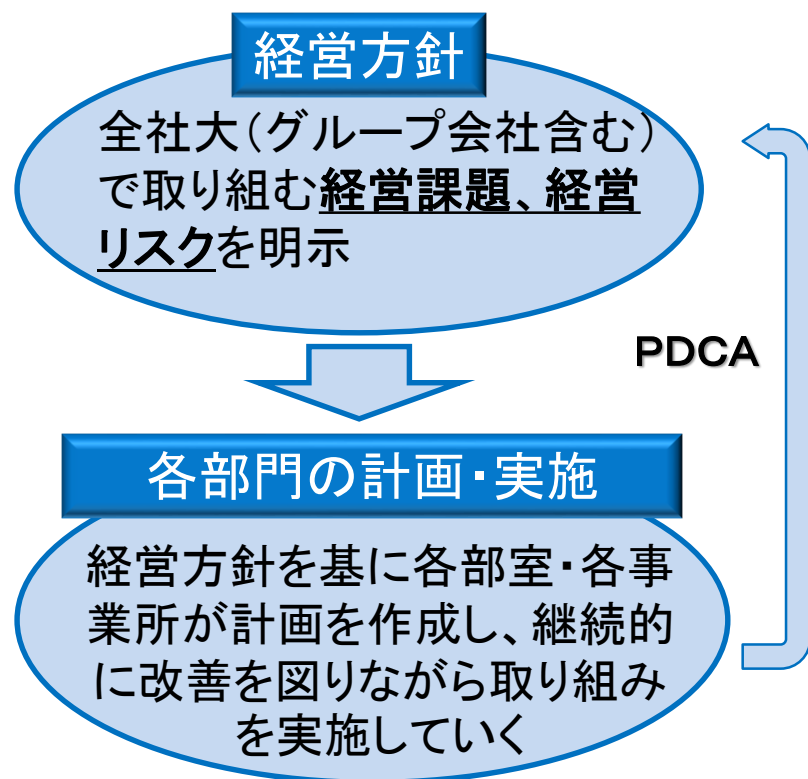 経営方針
全社大(グループ会社含む)
で取り組む経営課題、経営
リスクを明示
PDCA
各部門の計画・実施
経営方針を基に各部室・各事
業所が計画を作成し、継続的
に改善を図りながら取り組み
を実施していく